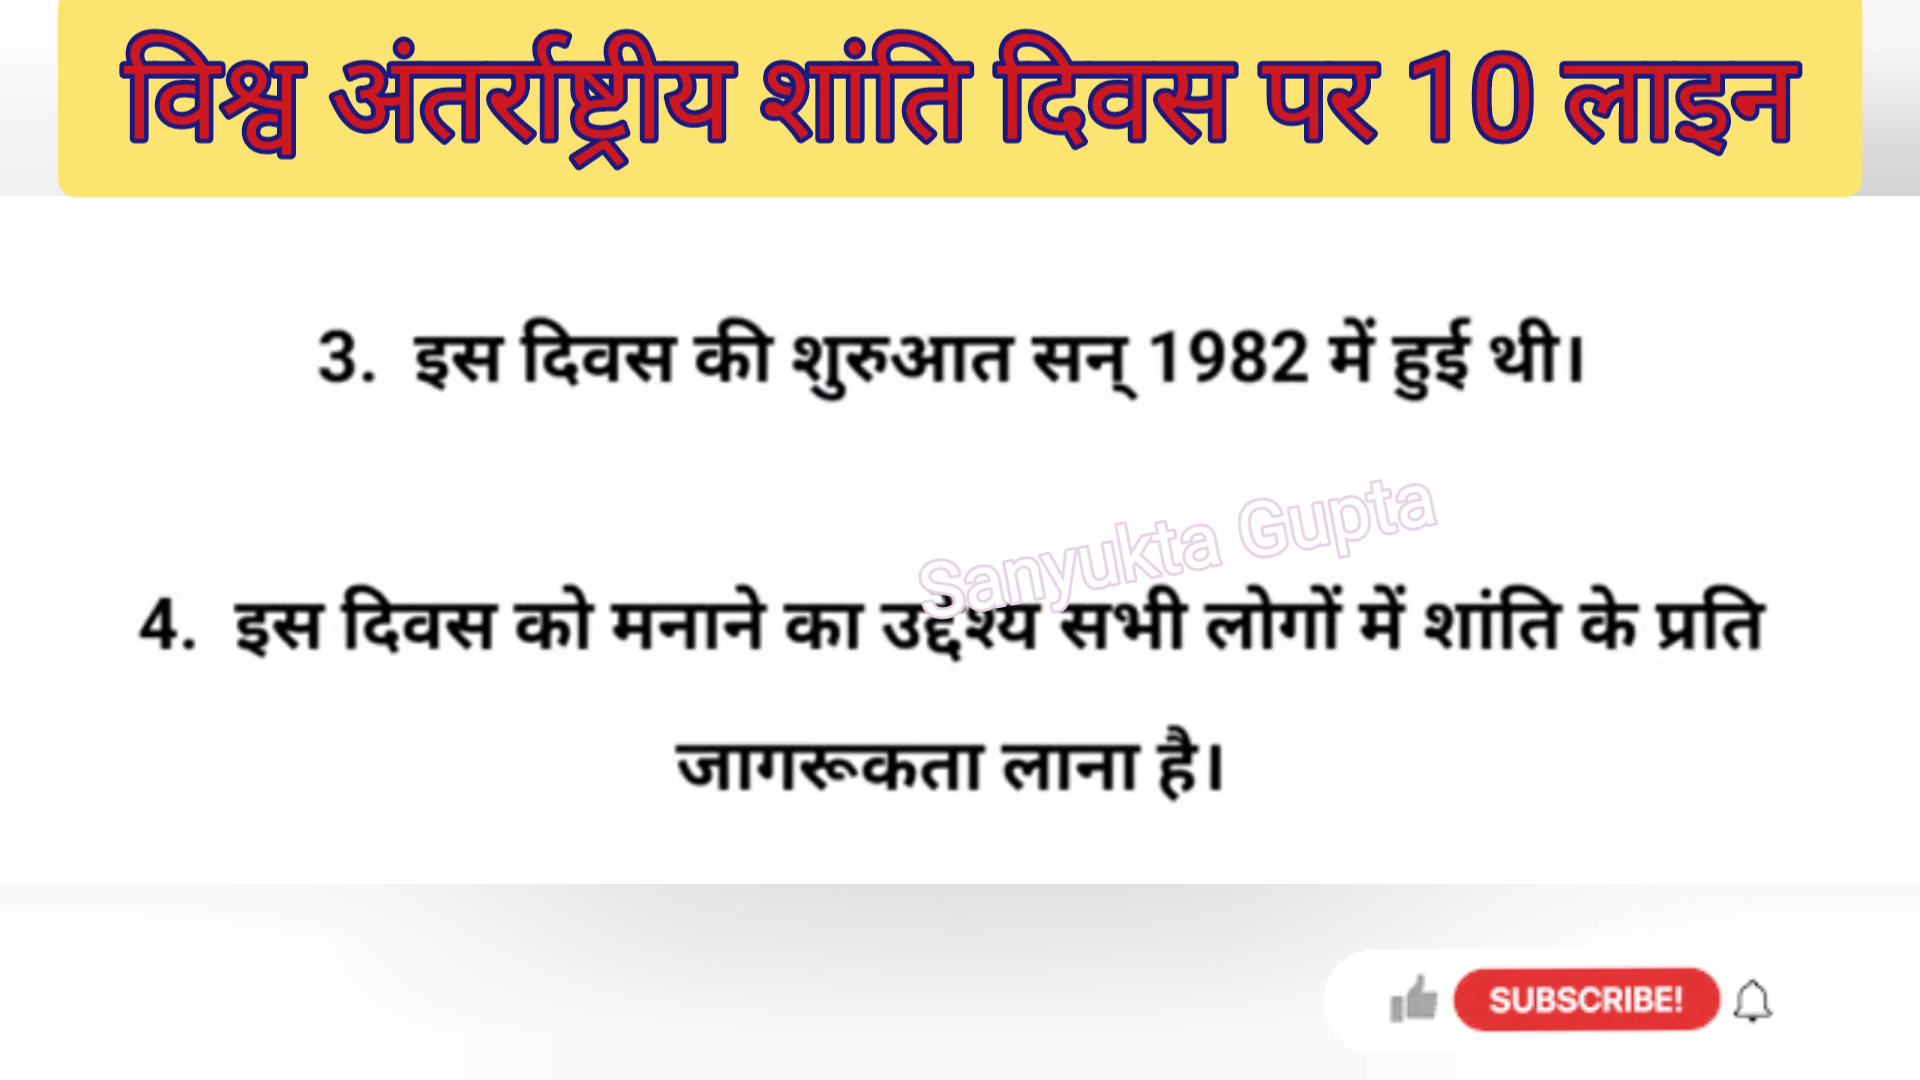 विश्व अंतर्राष्ट्रीय शांति दिवस पर 10 लाइन
3. इस दिवस की शुरुआत सन् 1982 में हुई थी।
Sanyukta Gupta
4. इस दिवस को मनाने का उद्देश्य सभी लोगों में शांति के प्रति
जागरूकता लाना है।
SUBSCRIBE!